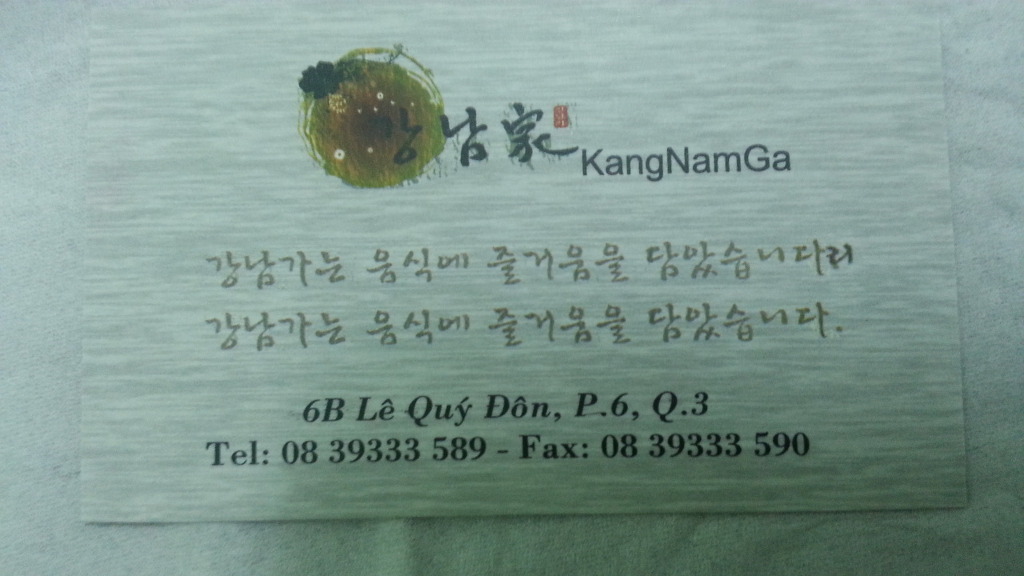 강남家
KangNamGa
강남가는 음식에 즐거움을 담았습니다리
강남가는 음식에 즐거움을 담았습니다.
6B Lê Quý Đôn, P.6, Q.3
Tel: 08 39333 589 - Fax: 08 39333 590